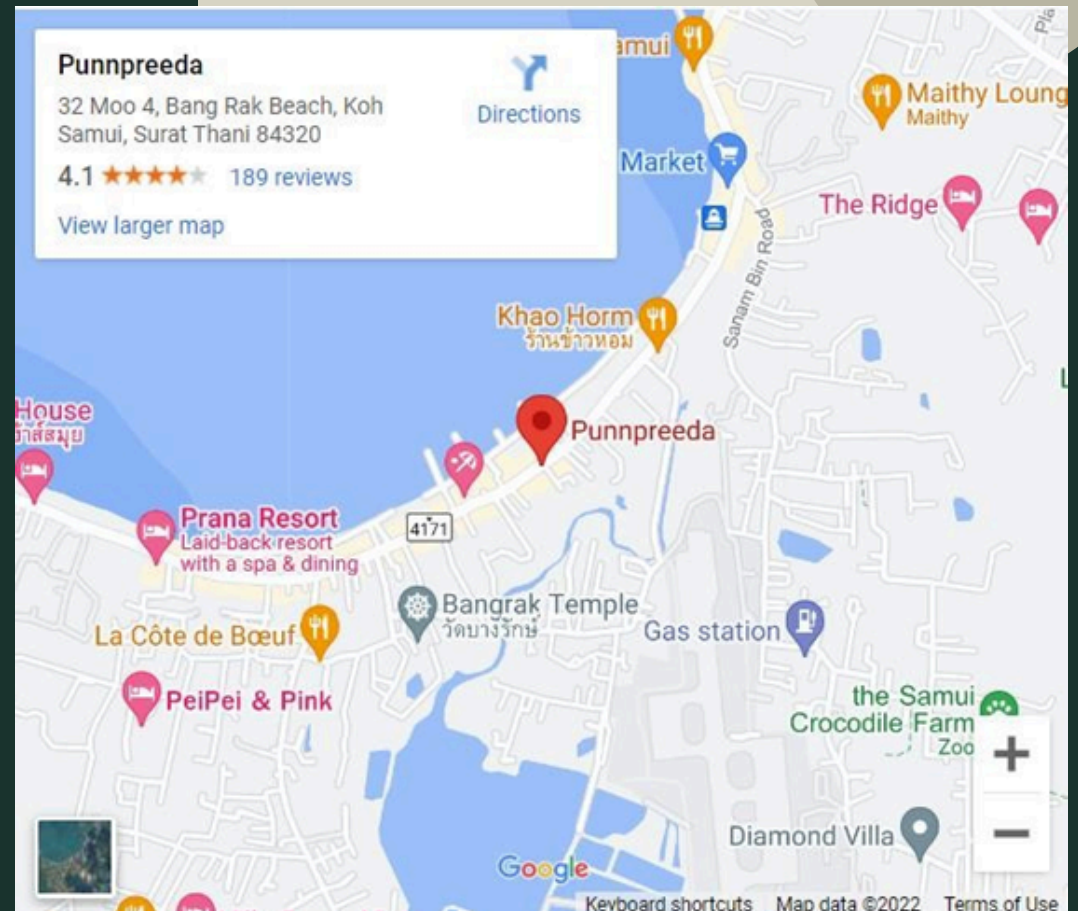 Punnpreeda
32 Moo 4, Bang Rak Beach, Koh
Samui, Surat Thani 84320
4.1
189 reviews
View larger map
Directions
amui
Market
Maithy Loung
Maithy
The Ridge
Sanam Bin Road
Khao Horm
ร้านข้าวหอม
Punnpreeda
House
4171
Prana Resort
Laid-back resort
with a spa & dining
Bangrak Temple
วัดบางรักษ์
La Côte de Bœuf
Gas station
PeiPei & Pink
the Samui
Crocodile Farm
Zoo
Diamond Villa
Google
Keyboard shortcuts
Map data ©2022
Terms of Use